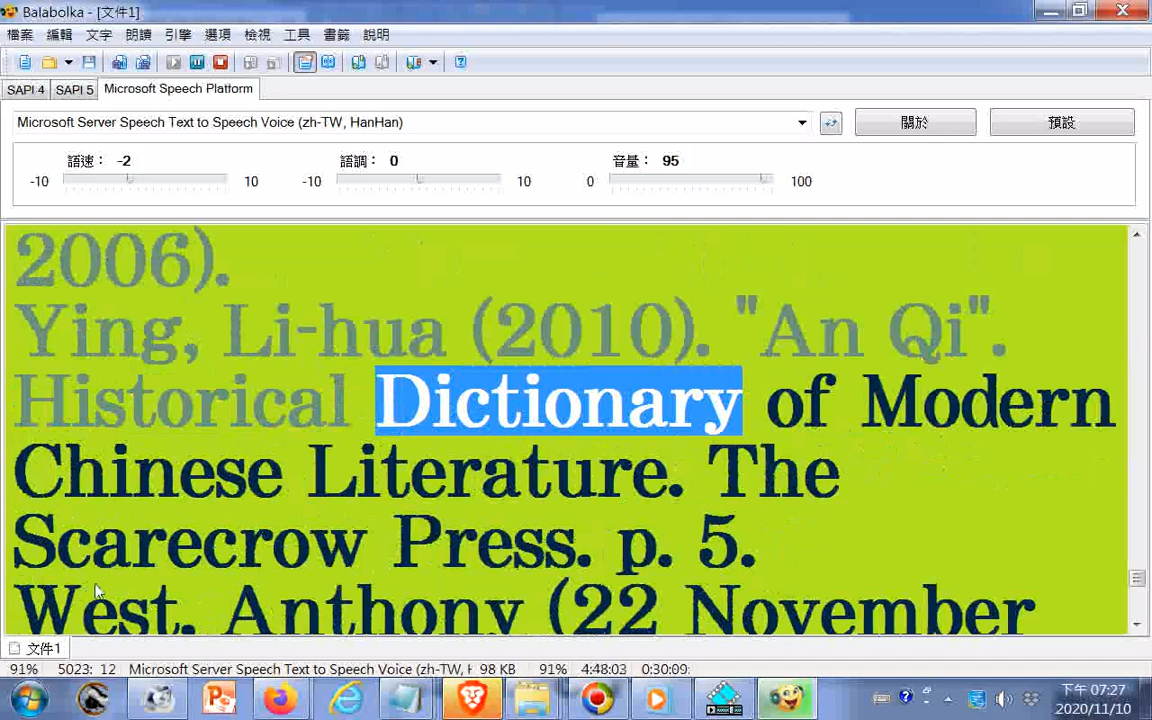 Balabolka - [文件1]
檔案 編輯 文字 朗讀 引擎 選項 檢視 工具 書籤 說明
SAPI 4 SAPI 5 Microsoft Speech Platform
Microsoft Server Speech Text to Speech Voice (zh-TW, HanHan) 關於 預設
語速： -2 語調： 0 音量： 95
-10 10 -10 10 0 100
2006).
Ying, Li-hua (2010). "An Qi".
Historical Dictionary of Modern
Chinese Literature. The
Scarecrow Press. p. 5.
West, Anthony (22 November
文件1
91% 5023: 12 Microsoft Server Speech Text to Speech Voice (zh-TW, H 98 KB 91% 4:48:03 0:30:09:
下午 07:27
2020/11/10